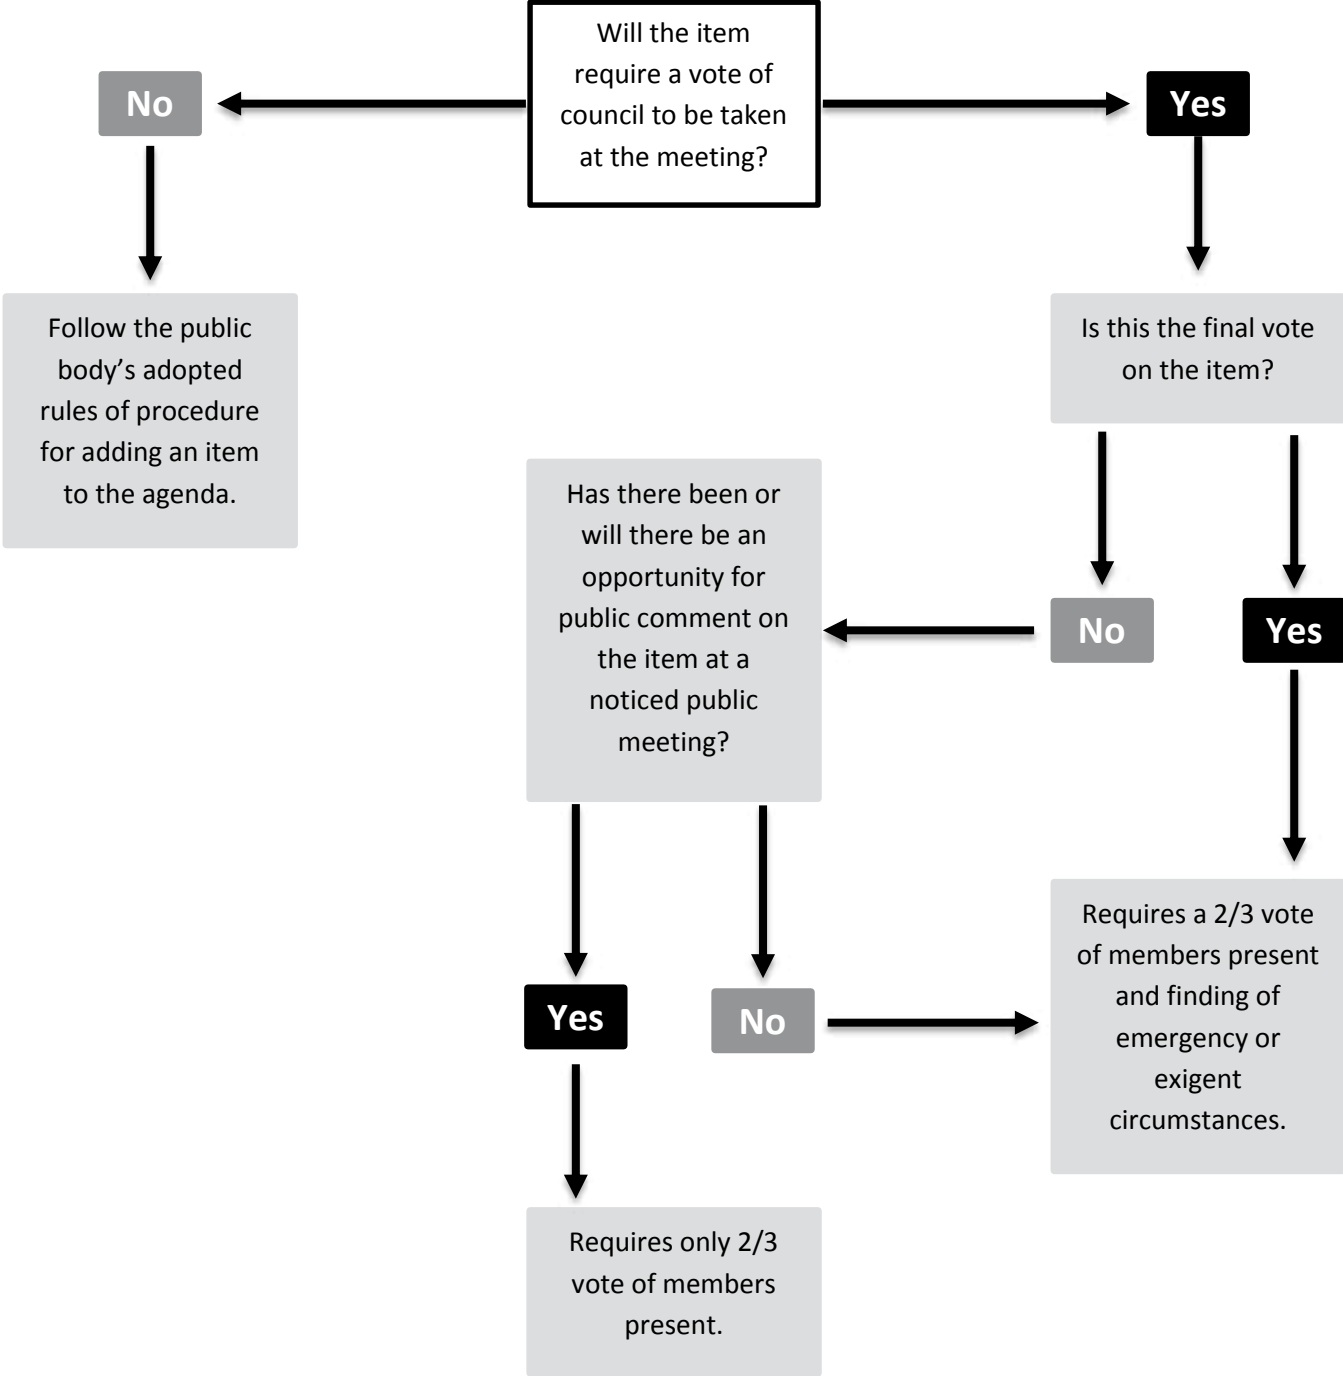 Will the item
require a vote of
council to be taken
at the meeting?
No
Yes
Follow the public
body’s adopted
rules of procedure
for adding an item
to the agenda.
Is this the final vote
on the item?
Has there been or
will there be an
opportunity for
public comment on
the item at a
noticed public
meeting?
No
Yes
Requires a 2/3 vote
of members present
and finding of
emergency or
exigent
circumstances.
Yes
No
Requires only 2/3
vote of members
present.